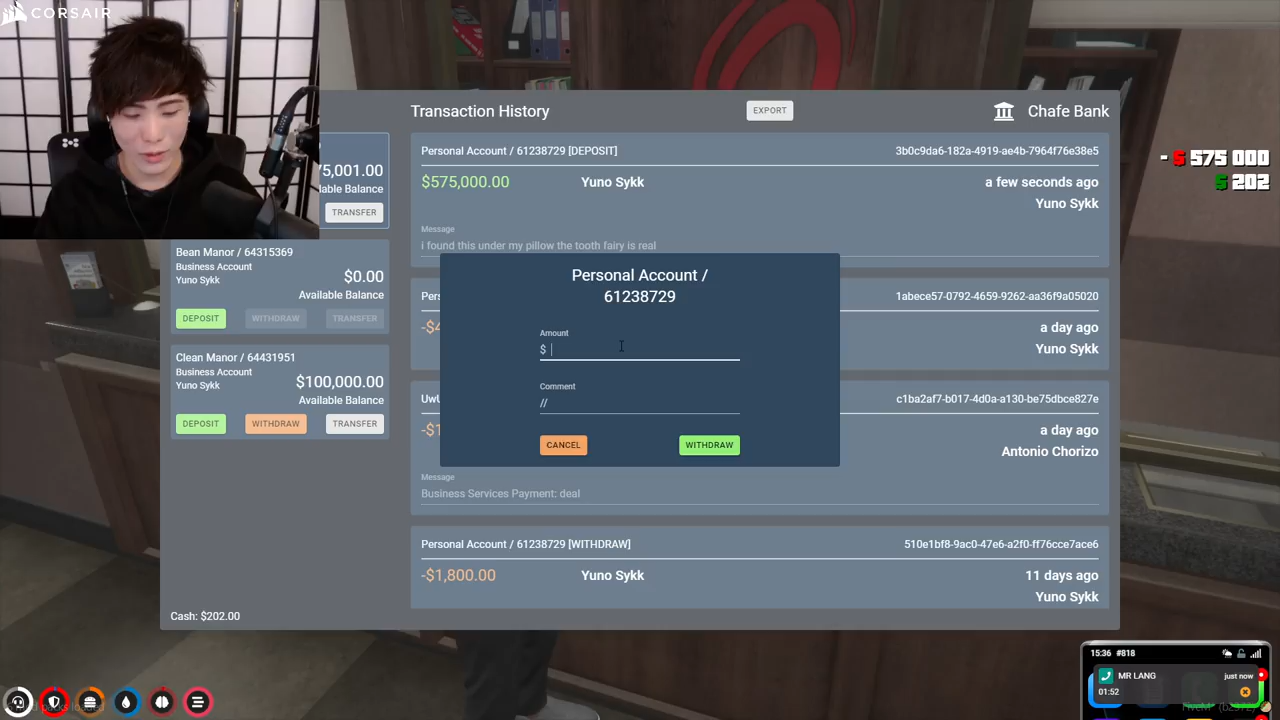 CORSAIR
Transaction History
EXPORT
Chafe Bank
5,001.00
lable Balance
TRANSFER
Bean Manor / 64315369
Business Account
Yuno Sykk
$0.00
Available Balance
DEPOSIT
WITHDRAW
TRANSFER
Clean Manor / 64431951
Business Account
Yuno Sykk
$100,000.00
Available Balance
DEPOSIT
WITHDRAW
TRANSFER
Cash: $202.00
Personal Account / 61238729 [DEPOSIT]
3b0c9da6-182a-4919-ae4b-7964f76e38e5
$575,000.00
Yuno Sykk
a few seconds ago
Yuno Sykk
Message
i found this under my pillow the tooth fairy is real
Pers
1abece57-0792-4659-9262-aa36f9a05020
-$4
a day ago
Yuno Sykk
UwU
c1ba2af7-b017-4d0a-a130-be75dbce827e
-$1
a day ago
Antonio Chorizo
Message
Business Services Payment: deal
Personal Account / 61238729 [WITHDRAW]
510e1bf8-9ac0-47e6-a2f0-ff76cce7ace6
-$1,800.00
Yuno Sykk
11 days ago
Yuno Sykk
Personal Account /
61238729
Amount
$
Comment
//
CANCEL
WITHDRAW
- $ 575 000
$ 202
15:36 #818
MR LANG
just now
01:52